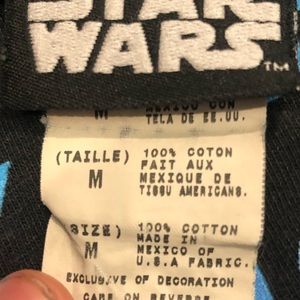 STAR
WARS™
M MEXICO CON
TELA DE EE.UU.
(TAILLE) 100% COTON
M FAIT AUX
MEXIQUE DE
TISSU AMERICANS.
SIZE) 100% COTTON
M MADE IN
MEXICO OF
U.S.A FABRIC.
EXCLUSIVE OF DECORATION
CARE ON REVERSE